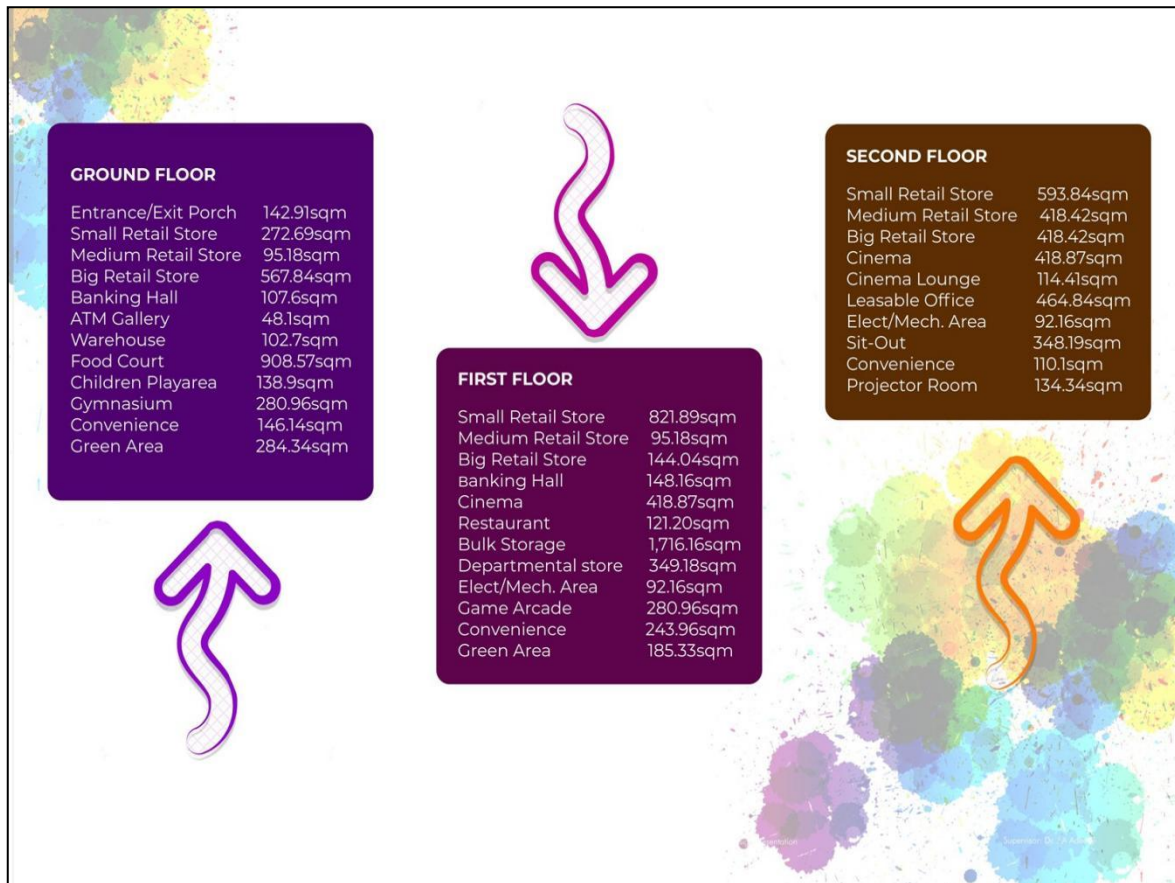 GROUND FLOOR
Entrance/Exit Porch 142.91sqm
Small Retail Store 272.69sqm
Medium Retail Store 95.18sqm
Big Retail Store 567.84sqm
Banking Hall 107.6sqm
ATM Gallery 48.1sqm
Warehouse 102.7sqm
Food Court 908.57sqm
Children Playarea 138.9sqm
Gymnasium 280.96sqm
Convenience 146.14sqm
Green Area 284.34sqm
FIRST FLOOR
Small Retail Store 821.89sqm
Medium Retail Store 95.18sqm
Big Retail Store 144.04sqm
Banking Hall 148.16sqm
Cinema 418.87sqm
Restaurant 121.20sqm
Bulk Storage 1,716.16sqm
Departmental store 349.18sqm
Elect/Mech. Area 92.16sqm
Game Arcade 280.96sqm
Convenience 243.96sqm
Green Area 185.33sqm
SECOND FLOOR
Small Retail Store 593.84sqm
Medium Retail Store 418.42sqm
Big Retail Store 418.42sqm
Cinema 418.87sqm
Cinema Lounge 114.41sqm
Leasable Office 464.84sqm
Elect/Mech. Area 92.16sqm
Sit-Out 348.19sqm
Convenience 110.1sqm
Projector Room 134.34sqm
Supervisor: Dr.